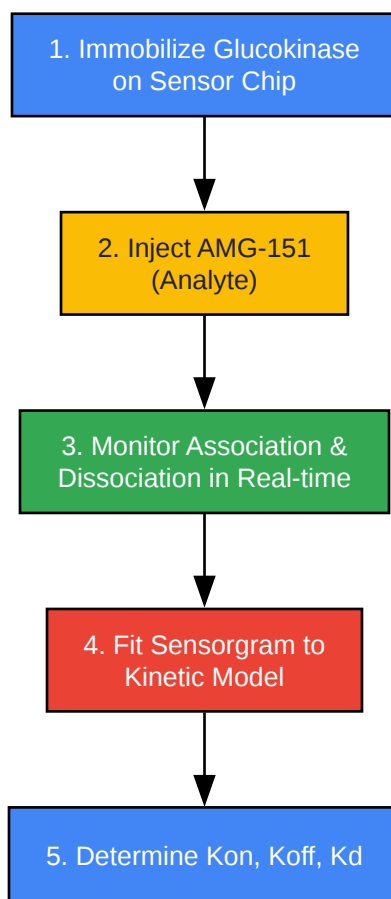 1. Immobilize Glucokinase
on Sensor Chip
2. Inject AMG-151
(Analyte)
3. Monitor Association &
Dissociation in Real-time
4. Fit Sensorgram to
Kinetic Model
5. Determine Kon, Koff, Kd